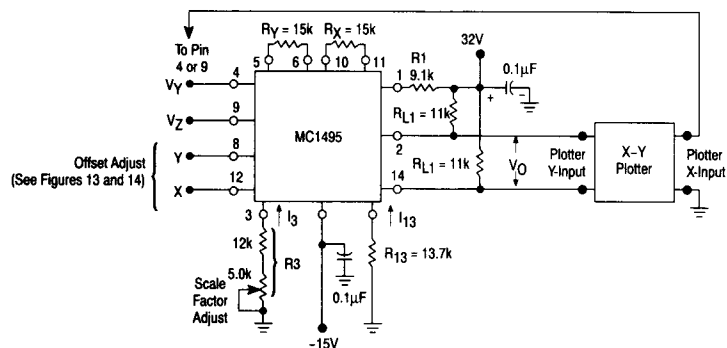 To Pin
4 or 9
RY = 15k
RX = 15k
5
6
10
11
4
VY
9
VZ
8
Y
12
X
Offset Adjust
(See Figures 13 and 14)
MC1495
1
R1
9.1k
32V
0.1µF
+
–
RL1 = 11k
2
RL1 = 11k
14
VO
Plotter
Y-Input
X–Y
Plotter
Plotter
X-Input
3
I3
I13
12k
R3
5.0k
Scale
Factor
Adjust
0.1µF
–15V
R13 = 13.7k